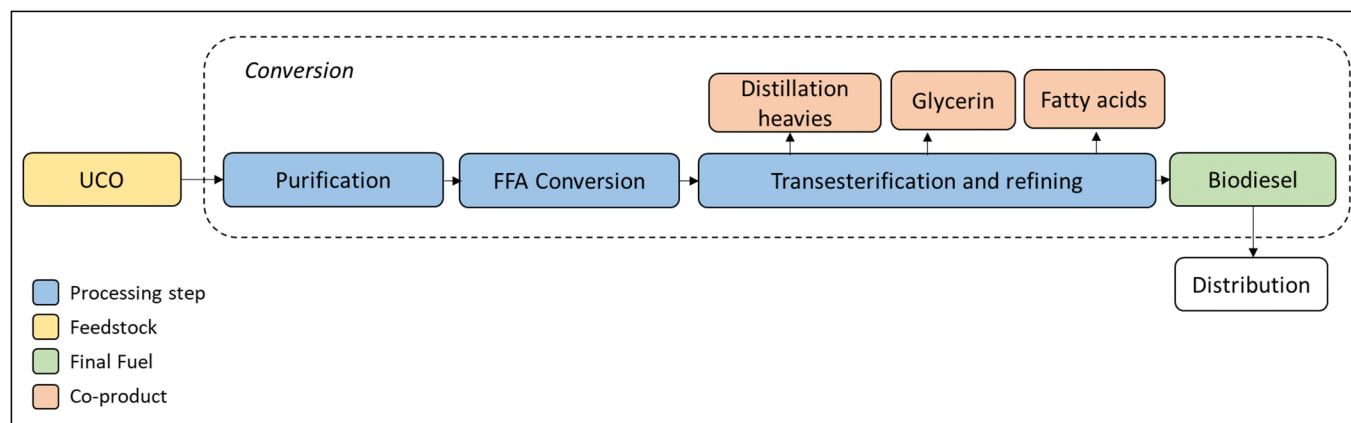 Conversion
Distillation
heavies
Glycerin
Fatty acids
UCO
Purification
FFA Conversion
Transesterification and refining
Biodiesel
Distribution
Processing step
Feedstock
Final Fuel
Co-product